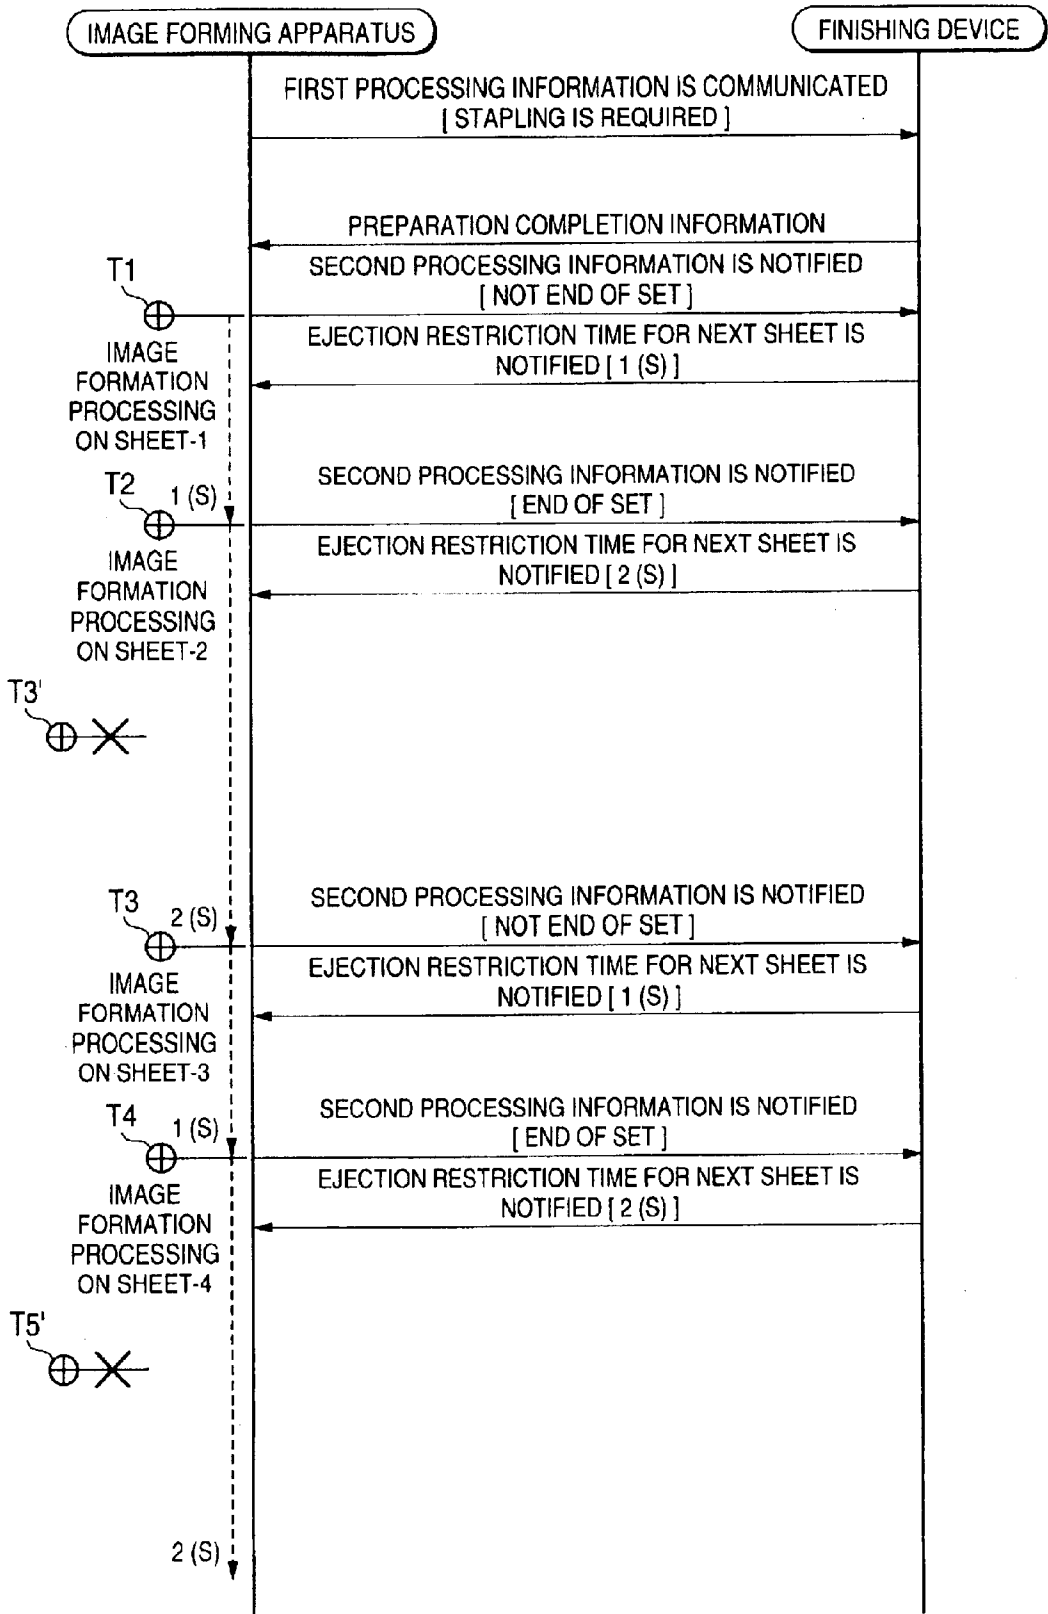 IMAGE FORMING APPARATUS
FINISHING DEVICE
FIRST PROCESSING INFORMATION IS COMMUNICATED
[ STAPLING IS REQUIRED ]
PREPARATION COMPLETION INFORMATION
SECOND PROCESSING INFORMATION IS NOTIFIED
[ NOT END OF SET ]
T1
EJECTION RESTRICTION TIME FOR NEXT SHEET IS
NOTIFIED [ 1 (S) ]
IMAGE
FORMATION
PROCESSING
ON SHEET-1
SECOND PROCESSING INFORMATION IS NOTIFIED
[ END OF SET ]
T2
1 (S)
EJECTION RESTRICTION TIME FOR NEXT SHEET IS
NOTIFIED [ 2 (S) ]
IMAGE
FORMATION
PROCESSING
ON SHEET-2
T3'
SECOND PROCESSING INFORMATION IS NOTIFIED
[ NOT END OF SET ]
T3
2 (S)
EJECTION RESTRICTION TIME FOR NEXT SHEET IS
NOTIFIED [ 1 (S) ]
IMAGE
FORMATION
PROCESSING
ON SHEET-3
SECOND PROCESSING INFORMATION IS NOTIFIED
[ END OF SET ]
T4
1 (S)
EJECTION RESTRICTION TIME FOR NEXT SHEET IS
NOTIFIED [ 2 (S) ]
IMAGE
FORMATION
PROCESSING
ON SHEET-4
T5'
2 (S)